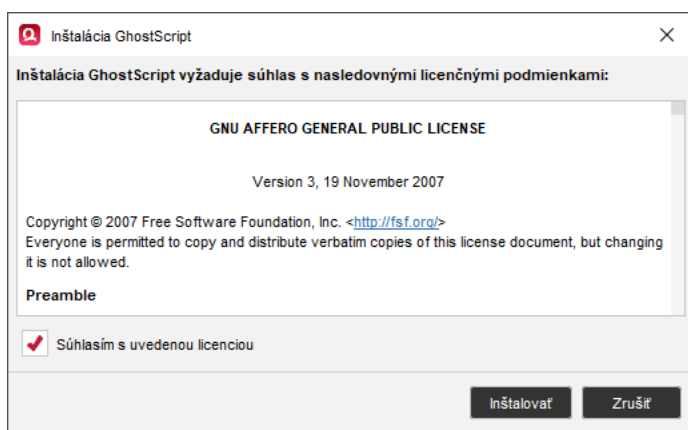 Inštalácia GhostScript
Inštalácia GhostScript vyžaduje súhlas s nasledovnými licenčnými podmienkami:
GNU AFFERO GENERAL PUBLIC LICENSE
Version 3, 19 November 2007
Copyright © 2007 Free Software Foundation, Inc. <http://fsf.org/>
Everyone is permitted to copy and distribute verbatim copies of this license document, but changing
it is not allowed.
Preamble
Súhlasím s uvedenou licenciou
Inštalovať Zrušiť